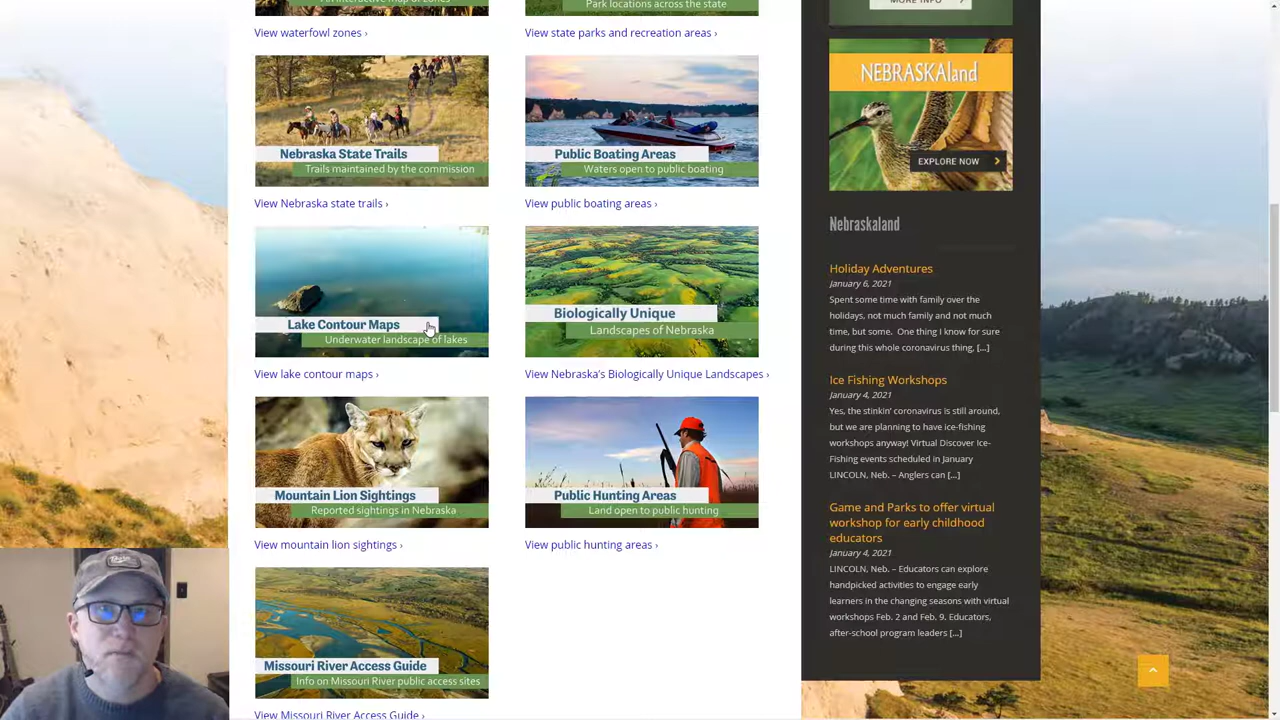 An interactive map of zones
Park locations across the state
View waterfowl zones ›
View state parks and recreation areas ›
Nebraska State Trails
Trails maintained by the commission
Public Boating Areas
Waters open to public boating
View Nebraska state trails ›
View public boating areas ›
Lake Contour Maps
Underwater landscape of lakes
Biologically Unique
Landscapes of Nebraska
View lake contour maps ›
View Nebraska's Biologically Unique Landscapes ›
Mountain Lion Sightings
Reported sightings in Nebraska
Public Hunting Areas
Land open to public hunting
View mountain lion sightings ›
View public hunting areas ›
Missouri River Access Guide
Info on Missouri River public access sites
View Missouri River Access Guide ›
MORE INFO
NEBRASKAland
EXPLORE NOW
Nebraskaland
Holiday Adventures
January 6, 2021
Spent some time with family over the
holidays, not much family and not much
time, but some.  One thing I know for sure
during this whole coronavirus thing, [...]
Ice Fishing Workshops
January 4, 2021
Yes, the stinkin' coronavirus is still around,
but we are planning to have ice-fishing
workshops anyway! Virtual Discover Ice-
Fishing events scheduled in January
LINCOLN, Neb. – Anglers can [...]
Game and Parks to offer virtual
workshop for early childhood
educators
January 4, 2021
LINCOLN, Neb. – Educators can explore
handpicked activities to engage early
learners in the changing seasons with virtual
workshops Feb. 2 and Feb. 9. Educators,
after-school program leaders [...]